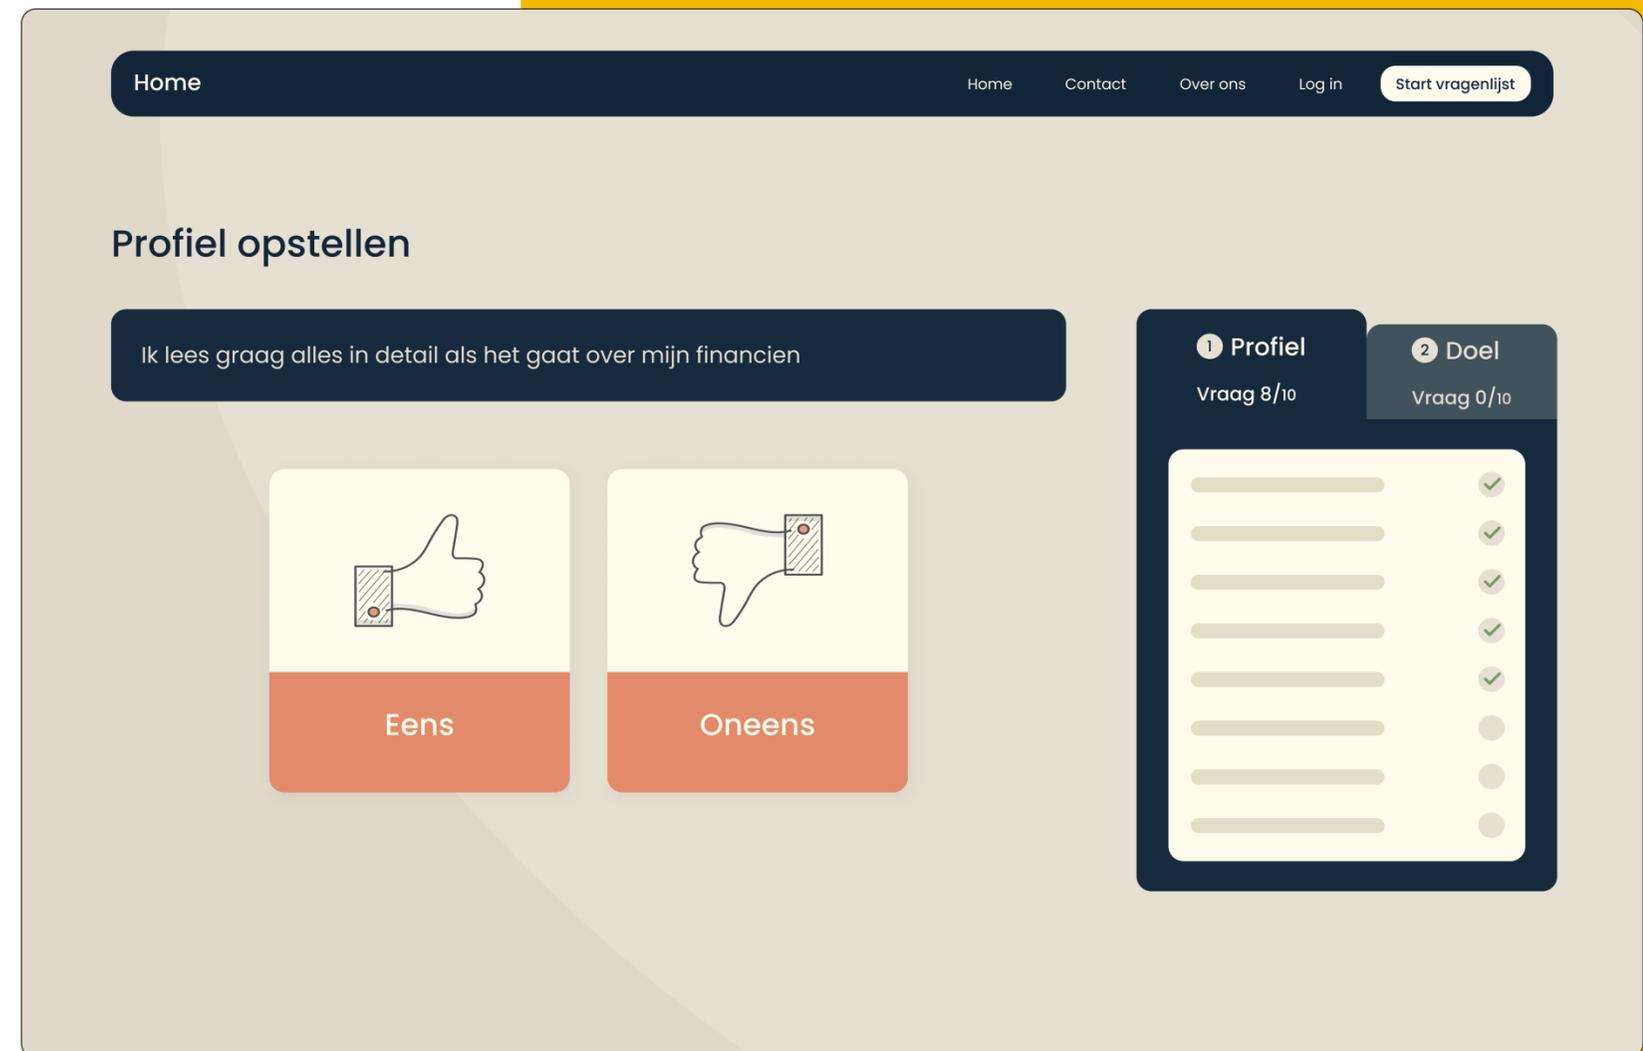 Home
Home Contact Over ons Log in Start vragenlijst
Profiel opstellen
Ik lees graag alles in detail als het gaat over mijn financien
1 Profiel
Vraag 8/10
2 Doel
Vraag 0/10
Eens
Oneens